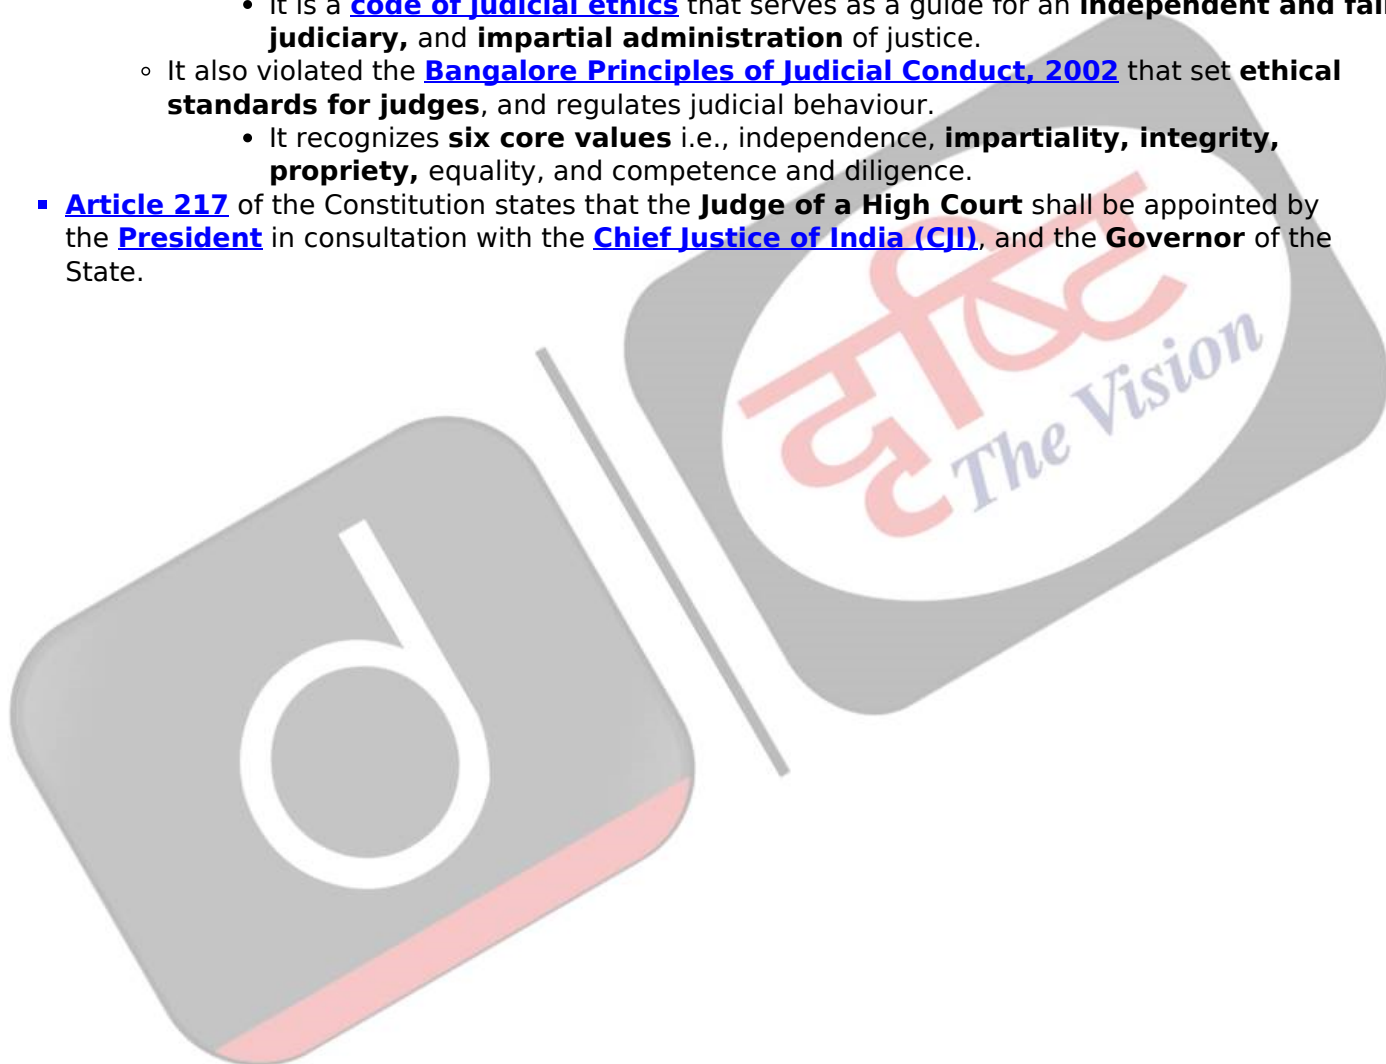 • It is a code of judicial ethics that serves as a guide for an independent and fair
judiciary, and impartial administration of justice.
◦ It also violated the Bangalore Principles of Judicial Conduct, 2002 that set ethical
standards for judges, and regulates judicial behaviour.
• It recognizes six core values i.e., independence, impartiality, integrity,
propriety, equality, and competence and diligence.
▪ Article 217 of the Constitution states that the Judge of a High Court shall be appointed by
the President in consultation with the Chief Justice of India (CJI), and the Governor of the
State.
दृष्टि
The Vision
d